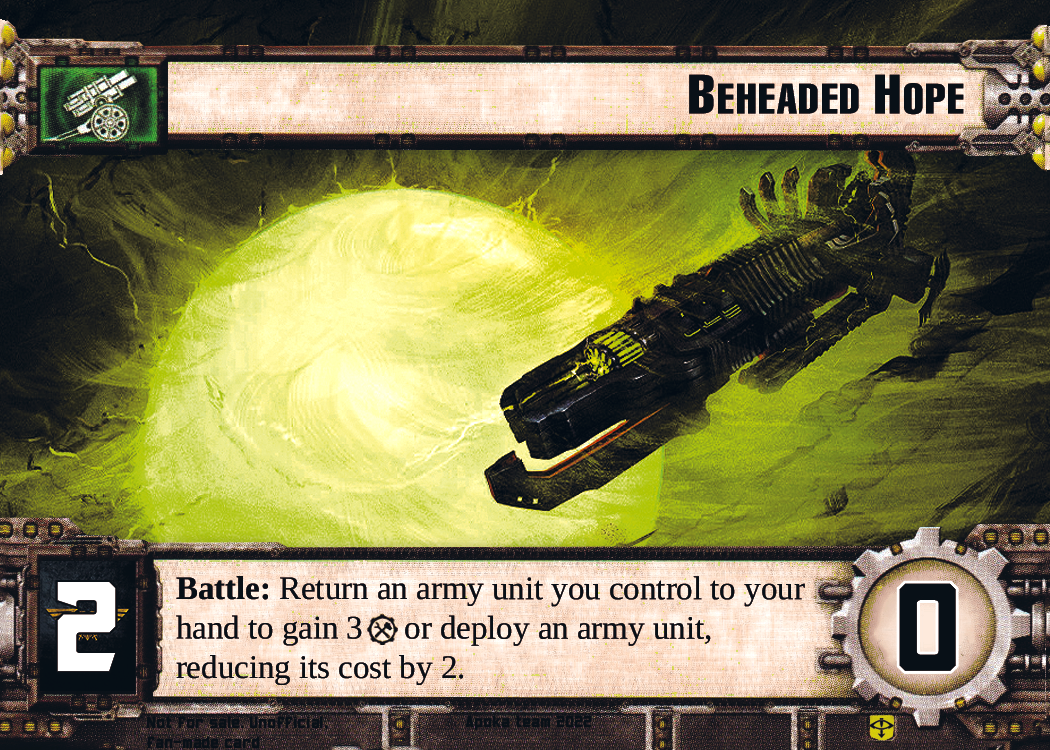 Beheaded Hope
Battle: Return an army unit you control to your
hand to gain 3 or deploy an army unit,
reducing its cost by 2.
2
0
Not for sale. Unofficial.
Apoka team 2022
Fan-made card